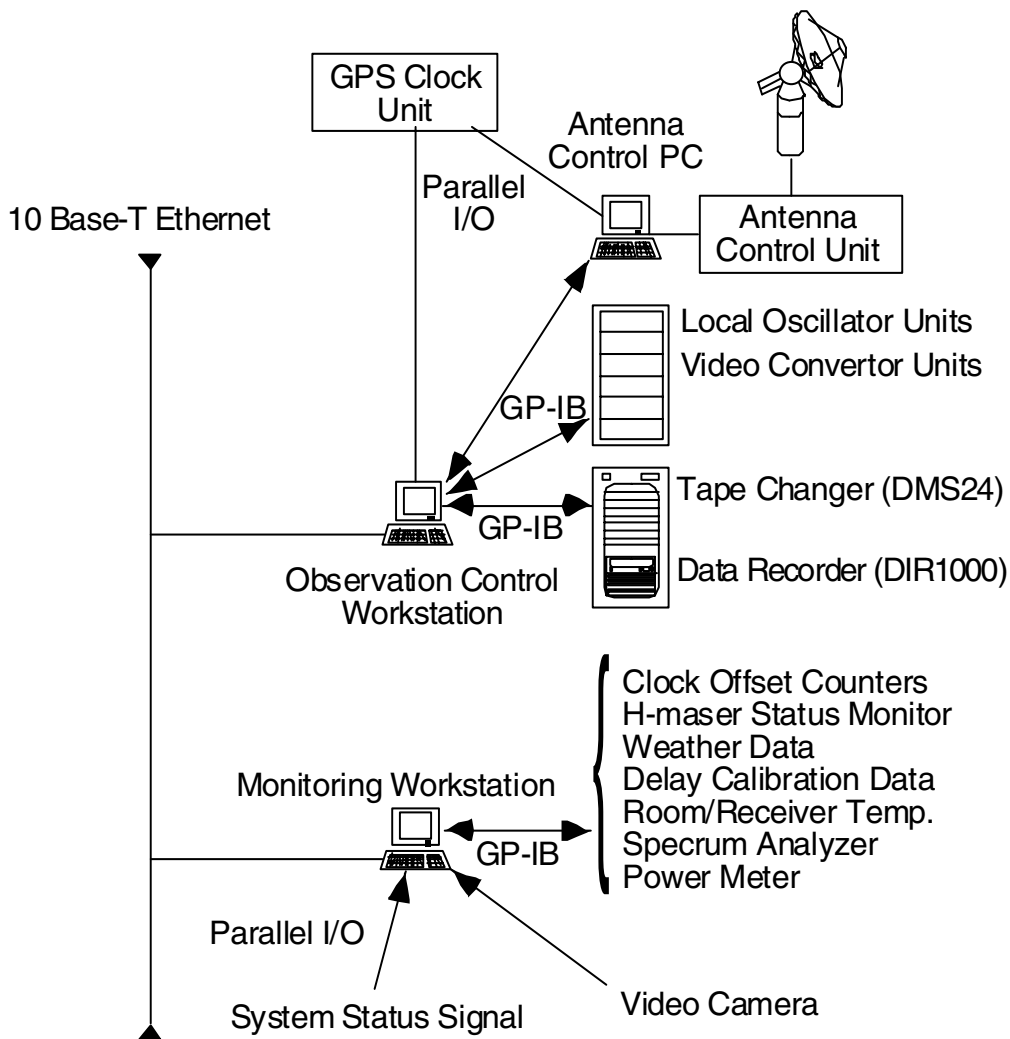 GPS Clock
Unit
Antenna
Control PC
Parallel
I/O
10 Base-T Ethernet
Antenna
Control Unit
Local Oscillator Units
Video Convertor Units
GP-IB
Tape Changer (DMS24)
GP-IB
Data Recorder (DIR1000)
Observation Control
Workstation
Clock Offset Counters
H-maser Status Monitor
Weather Data
Delay Calibration Data
Room/Receiver Temp.
Specrum Analyzer
Power Meter
Monitoring Workstation
GP-IB
Parallel I/O
System Status Signal
Video Camera